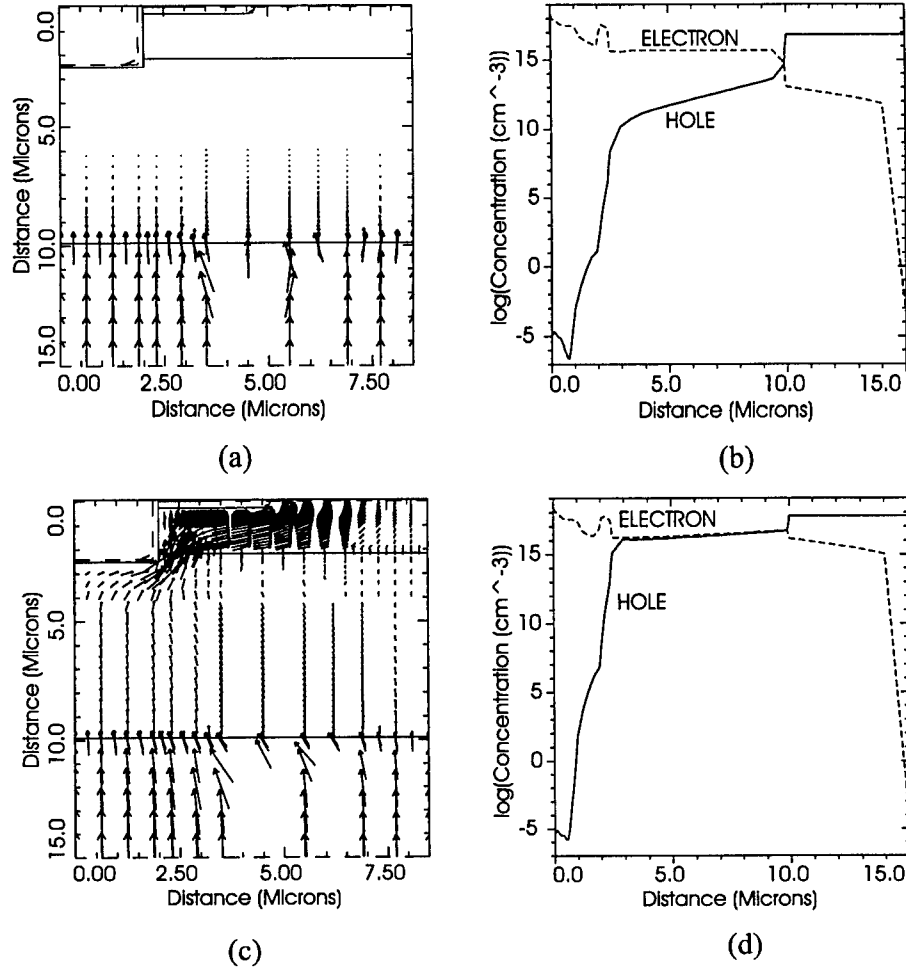 0.0
5.0
10.0
15.0
Distance (Microns)
0.00 2.50 5.00 7.50
Distance (Microns)
(a)
15
10
5
0
-5
log(Concentration (cm^-3))
ELECTRON
HOLE
0.0 5.0 10.0 15.0
Distance (Microns)
(b)
0.0
5.0
10.0
15.0
Distance (Microns)
0.00 2.50 5.00 7.50
Distance (Microns)
(c)
15
10
5
0
-5
log(Concentration (cm^-3))
ELECTRON
HOLE
0.0 5.0 10.0 15.0
Distance (Microns)
(d)